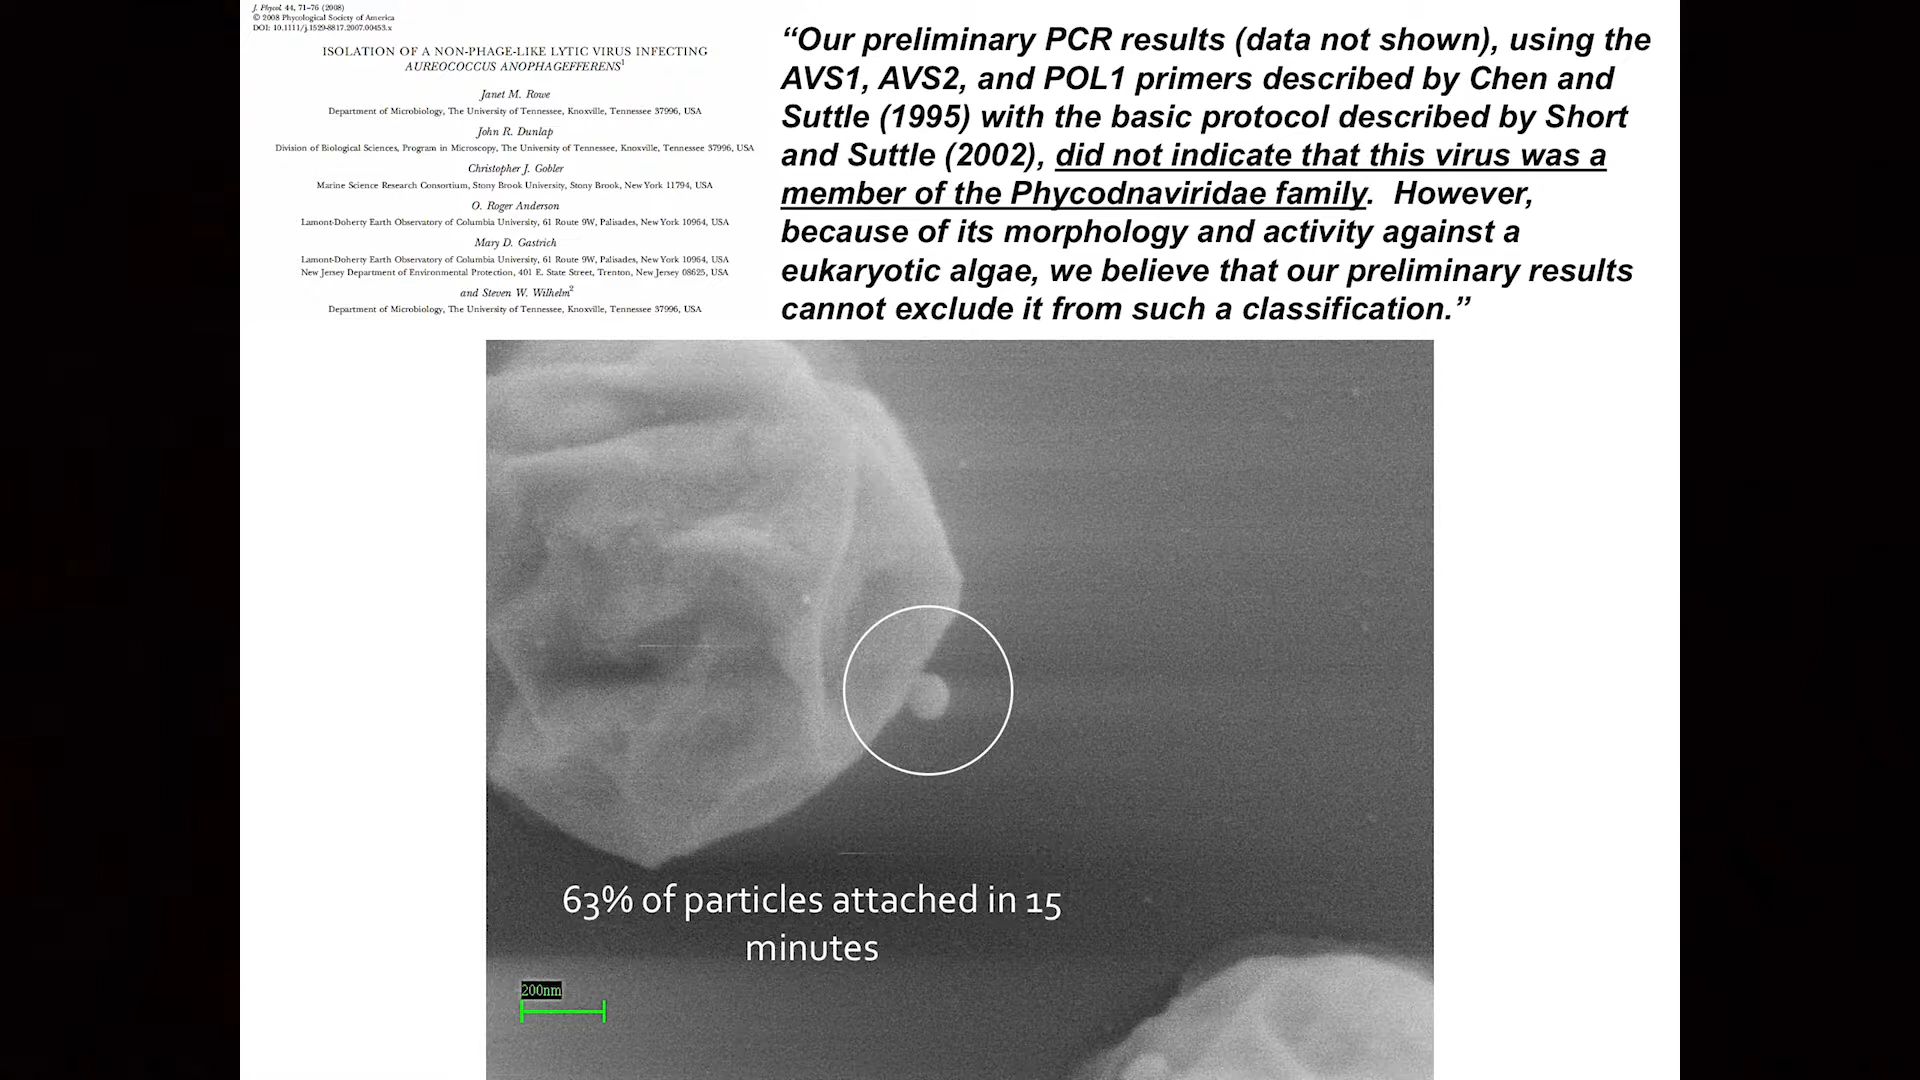 J. Phycol. 44, 71–76 (2008)
© 2008 Phycological Society of America
DOI: 10.1111/j.1529-8817.2007.00453.x
ISOLATION OF A NON-PHAGE-LIKE LYTIC VIRUS INFECTING
AUREOCOCCUS ANOPHAGEFFERENS1
Janet M. Rowe
Department of Microbiology, The University of Tennessee, Knoxville, Tennessee 37996, USA
John R. Dunlap
Division of Biological Sciences, Program in Microscopy, The University of Tennessee, Knoxville, Tennessee 37996, USA
Christopher J. Gobler
Marine Science Research Consortium, Stony Brook University, Stony Brook, New York 11794, USA
O. Roger Anderson
Lamont-Doherty Earth Observatory of Columbia University, 61 Route 9W, Palisades, New York 10964, USA
Mary D. Gastrich
Lamont-Doherty Earth Observatory of Columbia University, 61 Route 9W, Palisades, New York 10964, USA
New Jersey Department of Environmental Protection, 401 E. State Street, Trenton, New Jersey 08625, USA
and Steven W. Wilhelm2
Department of Microbiology, The University of Tennessee, Knoxville, Tennessee 37996, USA
“Our preliminary PCR results (data not shown), using the
AVS1, AVS2, and POL1 primers described by Chen and
Suttle (1995) with the basic protocol described by Short
and Suttle (2002), did not indicate that this virus was a
member of the Phycodnaviridae family. However,
because of its morphology and activity against a
eukaryotic algae, we believe that our preliminary results
cannot exclude it from such a classification.”
63% of particles attached in 15
minutes
200nm